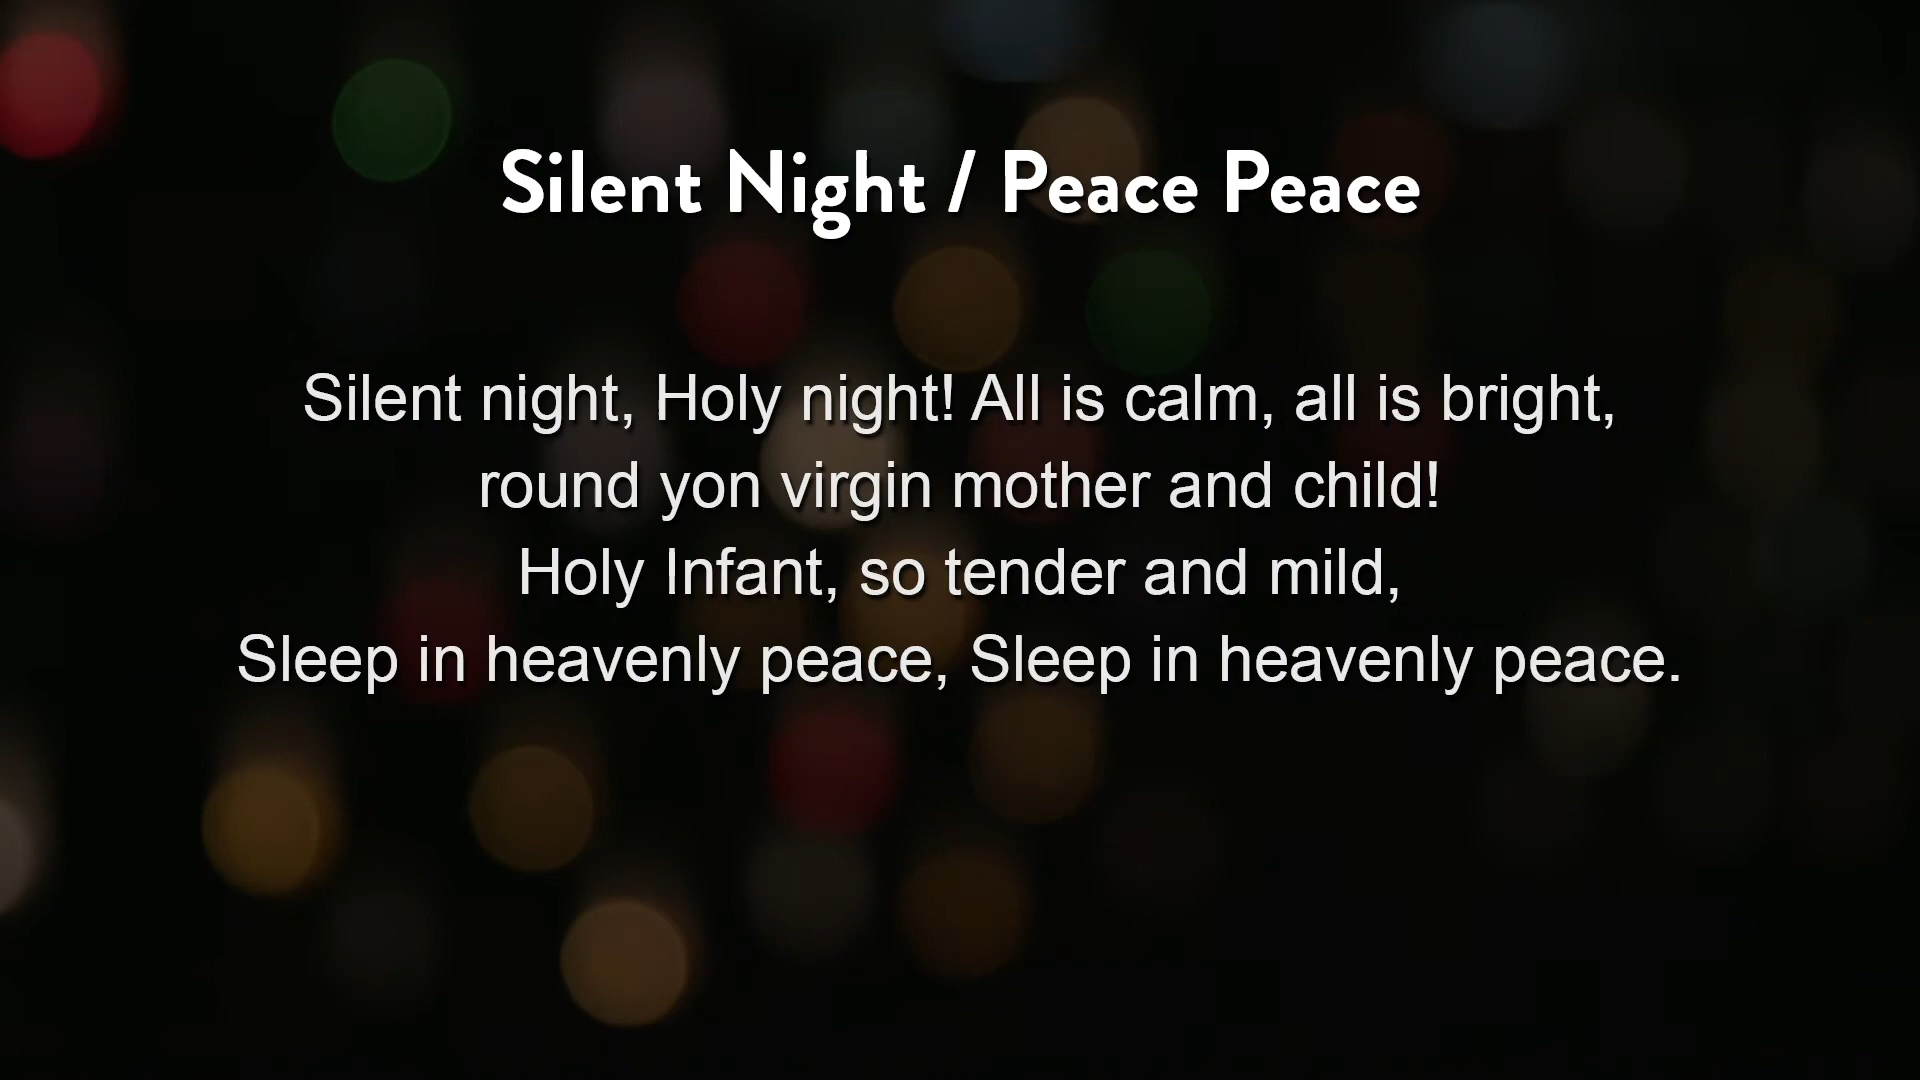 Silent Night / Peace Peace
Silent night, Holy night! All is calm, all is bright,
round yon virgin mother and child!
Holy Infant, so tender and mild,
Sleep in heavenly peace, Sleep in heavenly peace.